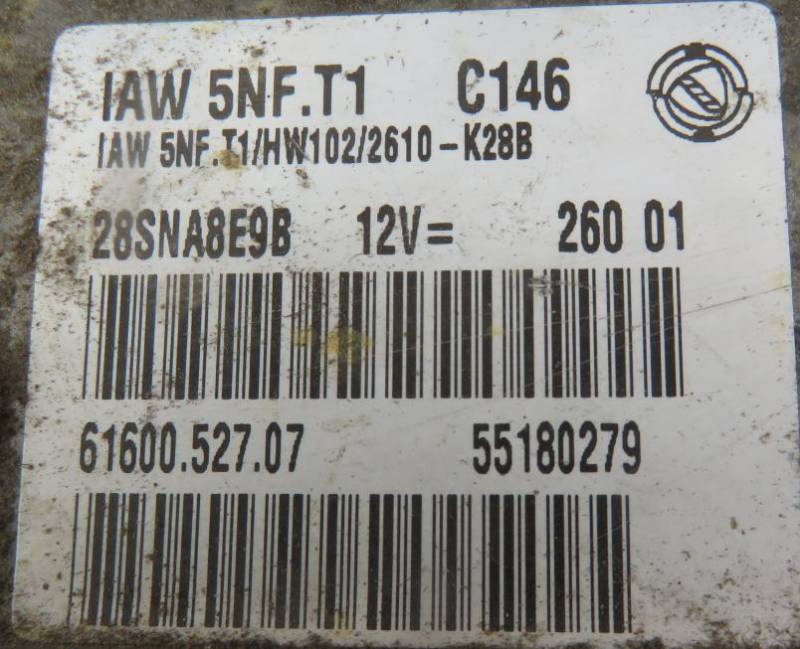 IAW 5NF.T1 C146
IAW 5NF.T1/HW102/2610-K28B
28SNA8E9B 12V= 260 01
61600.527.07 55180279